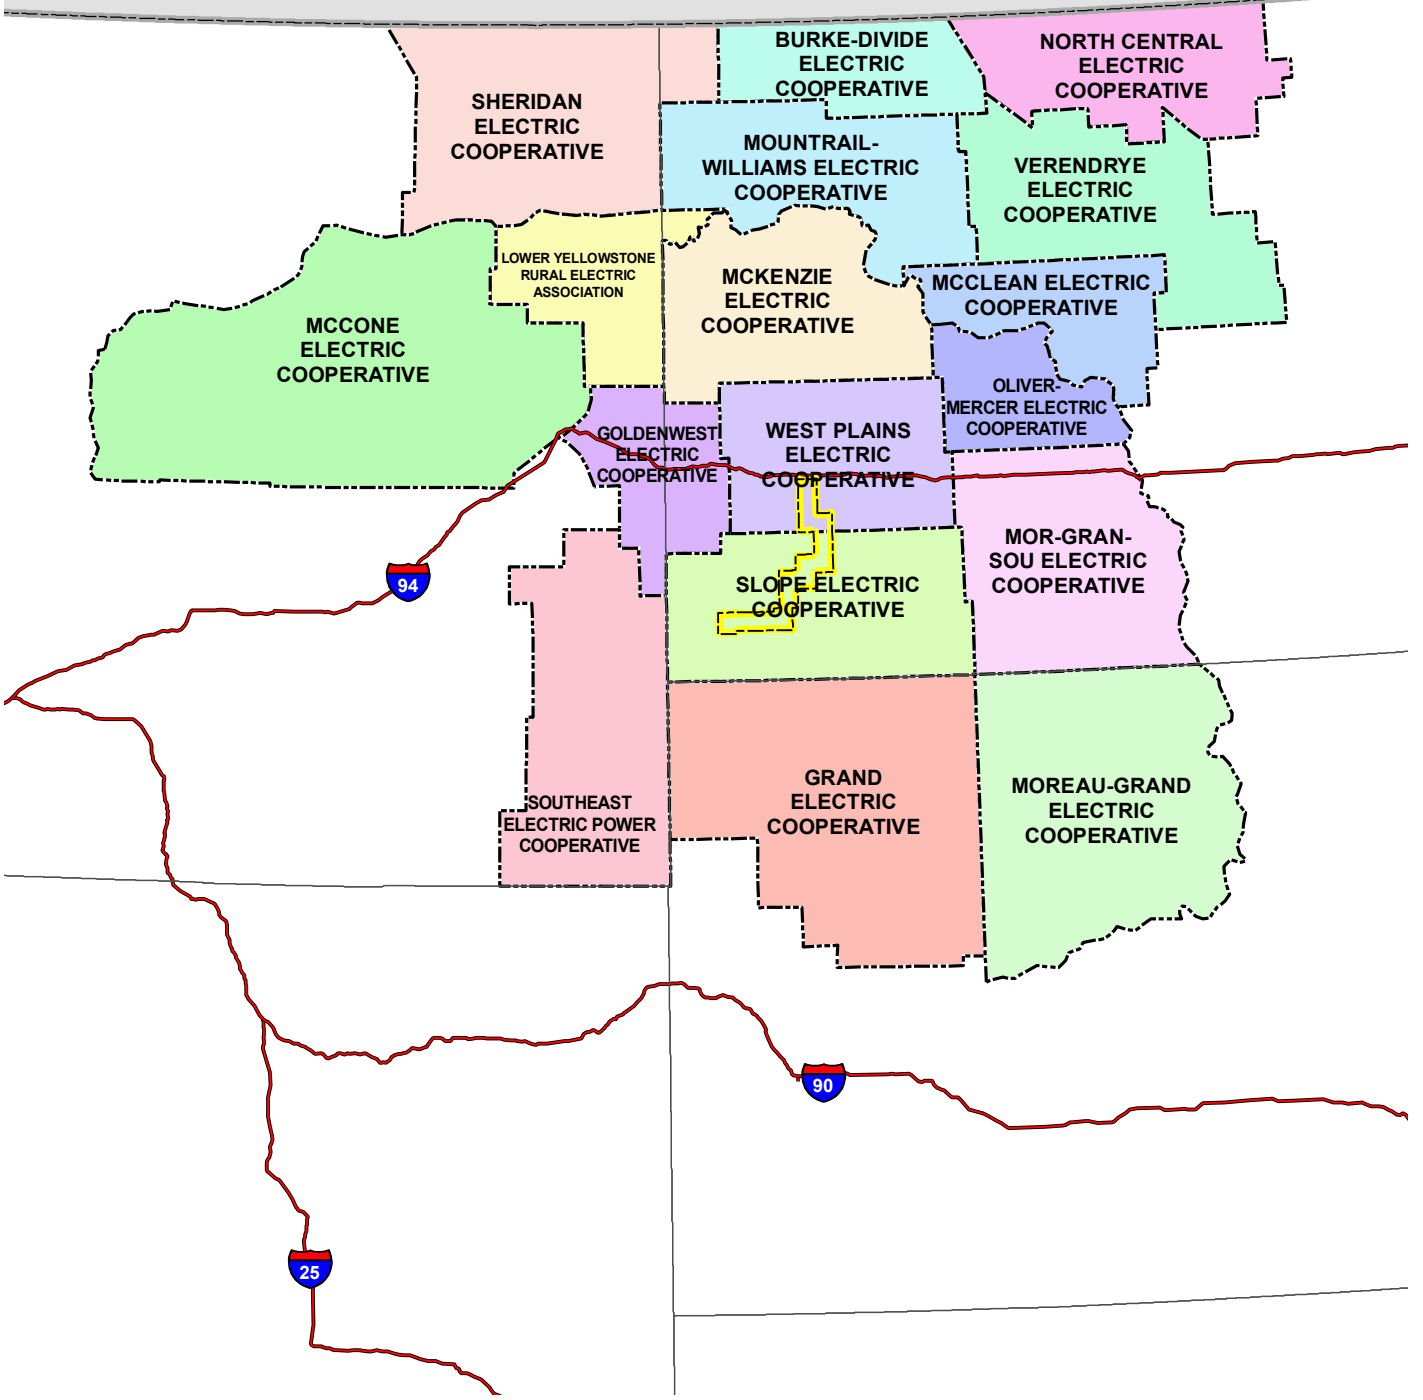 BURKE-DIVIDE
ELECTRIC
COOPERATIVE
NORTH CENTRAL
ELECTRIC
COOPERATIVE
SHERIDAN
ELECTRIC
COOPERATIVE
MOUNTRAIL-
WILLIAMS ELECTRIC
COOPERATIVE
VERENDRYE
ELECTRIC
COOPERATIVE
LOWER YELLOWSTONE
RURAL ELECTRIC
ASSOCIATION
MCKENZIE
ELECTRIC
COOPERATIVE
MCCLEAN ELECTRIC
COOPERATIVE
MCCONE
ELECTRIC
COOPERATIVE
OLIVER-
MERCER ELECTRIC
COOPERATIVE
GOLDENWEST
ELECTRIC
COOPERATIVE
WEST PLAINS
ELECTRIC
COOPERATIVE
MOR-GRAN-
SOU ELECTRIC
COOPERATIVE
94
SLOPE ELECTRIC
COOPERATIVE
SOUTHEAST
ELECTRIC POWER
COOPERATIVE
GRAND
ELECTRIC
COOPERATIVE
MOREAU-GRAND
ELECTRIC
COOPERATIVE
90
25